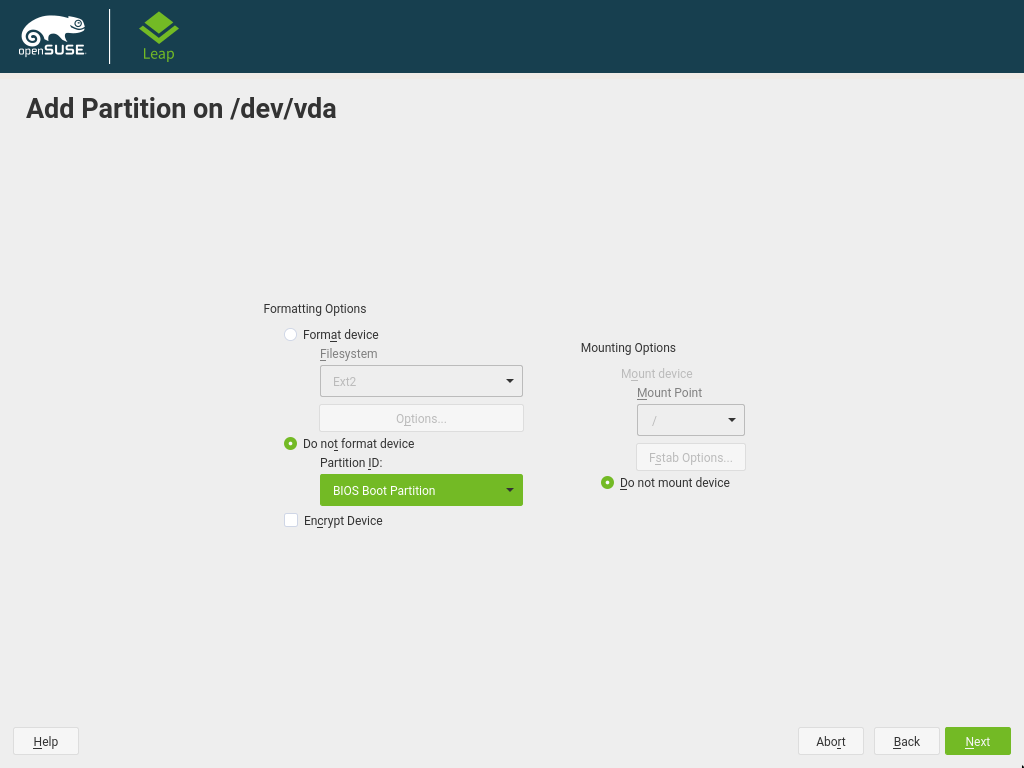 openSUSE
Leap
Add Partition on /dev/vda
Formatting Options
Format device
Filesystem
Ext2
Options...
Do not format device
Partition ID:
BIOS Boot Partition
Encrypt Device
Mounting Options
Mount device
Mount Point
/
Fstab Options...
Do not mount device
Help
Abort
Back
Next